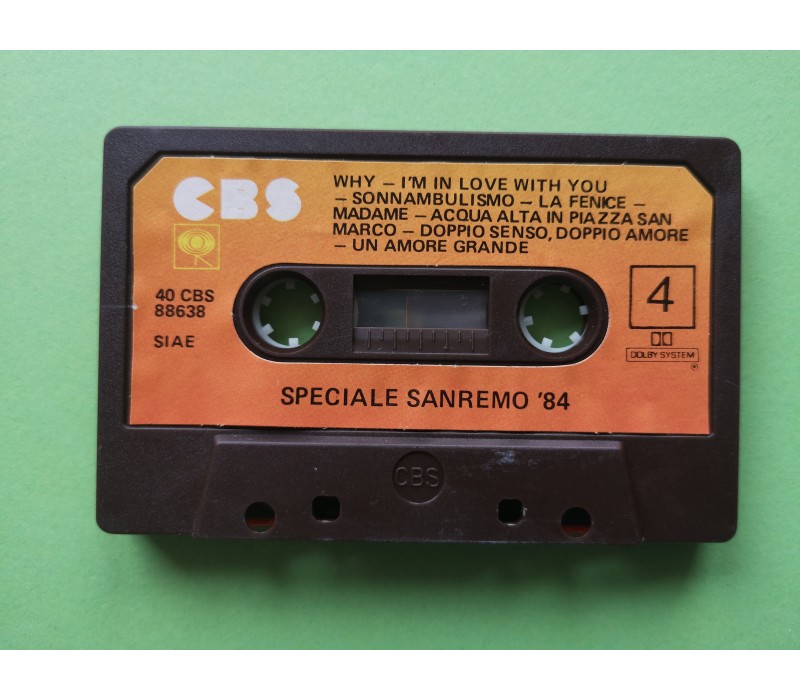 CBS
WHY — I'M IN LOVE WITH YOU
— SONNAMBULISMO — LA FENICE —
MADAME — ACQUA ALTA IN PIAZZA SAN
MARCO — DOPPIO SENSO, DOPPIO AMORE
— UN AMORE GRANDE
40 CBS
88638
SIAE
4
DOLBY SYSTEM
®
SPECIALE SANREMO '84
CBS